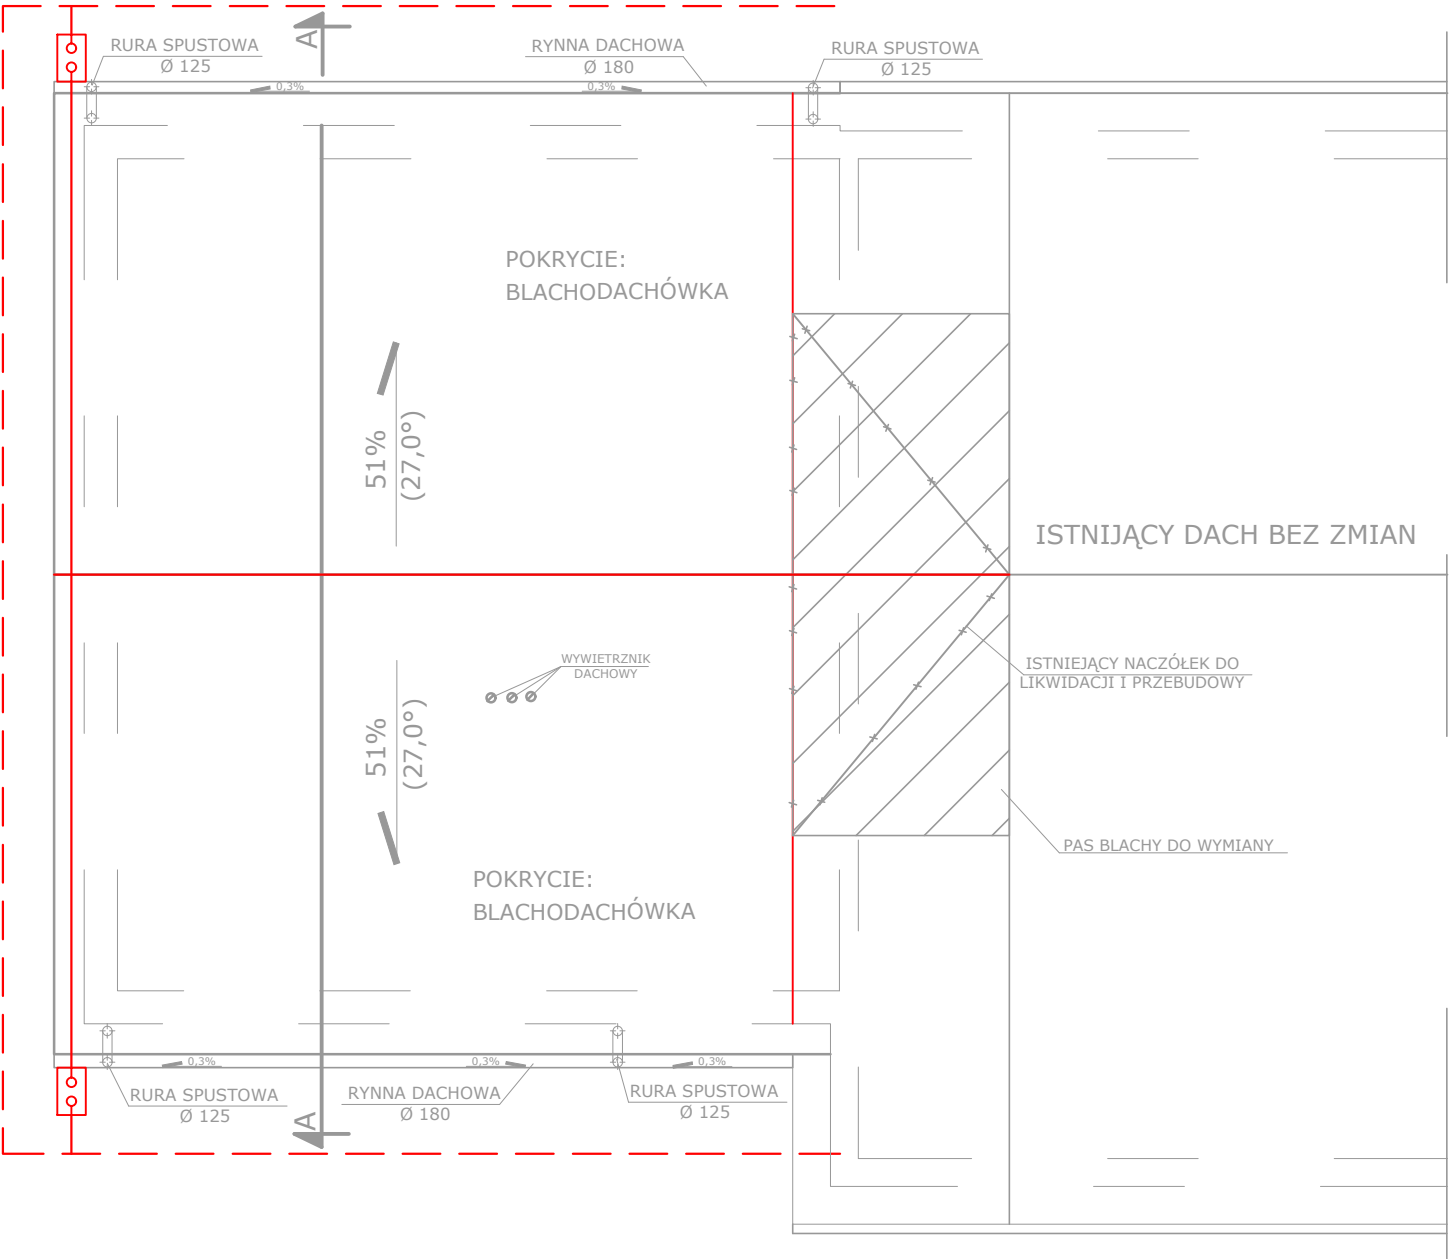 A
RURA SPUSTOWA
Ø 125
RYNNA DACHOWA
Ø 180
RURA SPUSTOWA
Ø 125
0,3%
0,3%
POKRYCIE:
BLACHODACHÓWKA
51%
(27,0°)
ISTNIJĄCY DACH BEZ ZMIAN
WYWIETRZNIK
DACHOWY
ISTNIEJĄCY NACZÓŁEK DO
LIKWIDACJI I PRZEBUDOWY
51%
(27,0°)
PAS BLACHY DO WYMIANY
POKRYCIE:
BLACHODACHÓWKA
0,3%
0,3%
0,3%
RURA SPUSTOWA
Ø 125
A
RYNNA DACHOWA
Ø 180
RURA SPUSTOWA
Ø 125